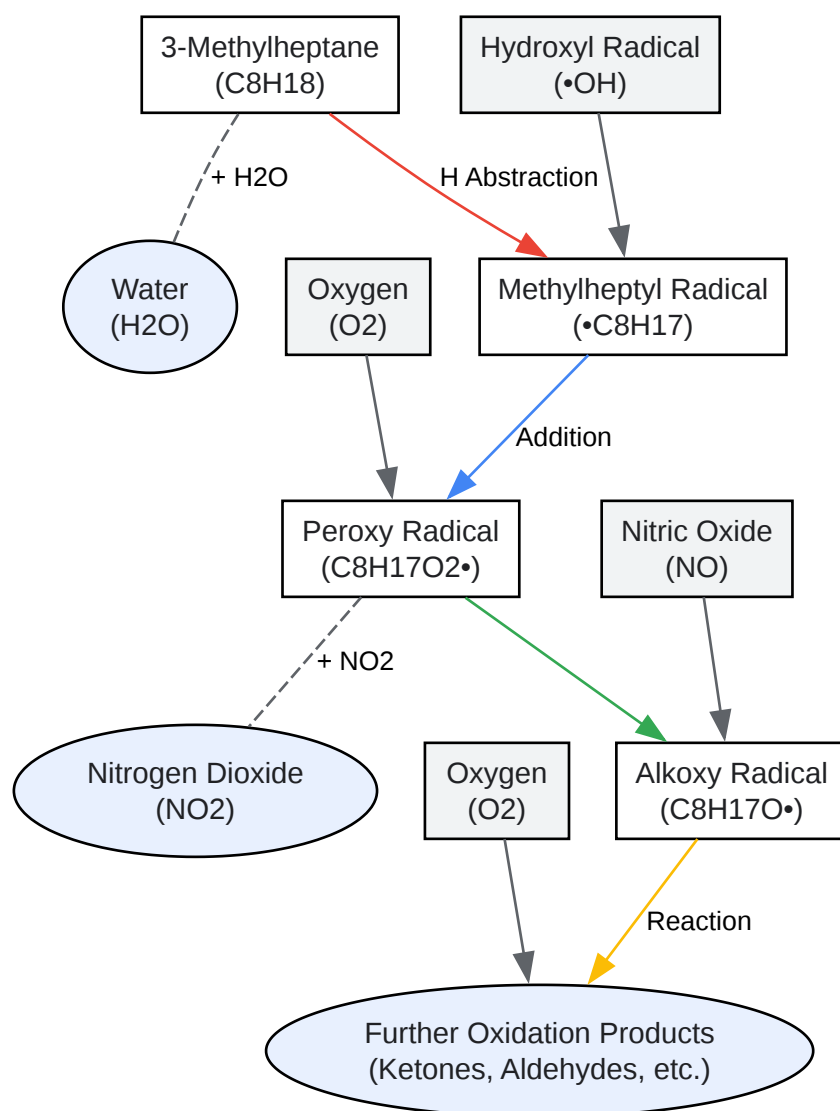 3-Methylheptane
(C8H18)
Hydroxyl Radical
(•OH)
+ H2O
H Abstraction
Water
(H2O)
Oxygen
(O2)
Methylheptyl Radical
(•C8H17)
Addition
Peroxy Radical
(C8H17O2•)
Nitric Oxide
(NO)
+ NO2
Nitrogen Dioxide
(NO2)
Oxygen
(O2)
Alkoxy Radical
(C8H17O•)
Reaction
Further Oxidation Products
(Ketones, Aldehydes, etc.)